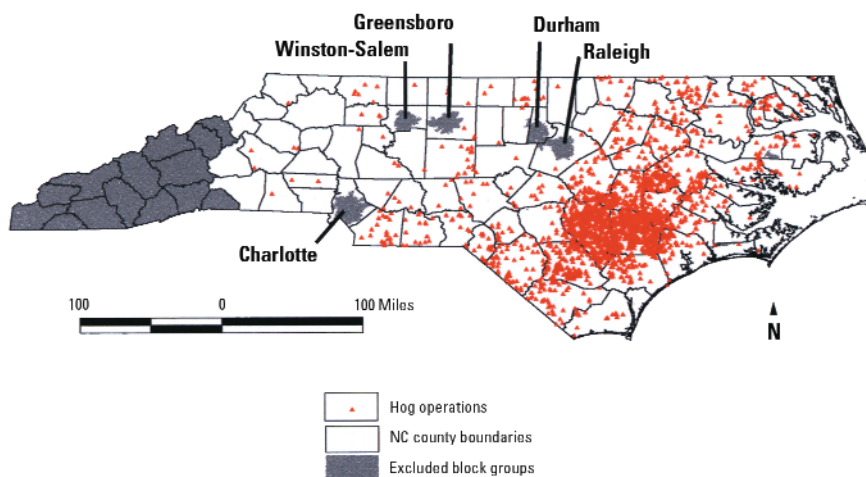 Greensboro
Durham
Winston-Salem
Raleigh
Charlotte
100 0 100 Miles
N
Hog operations
NC county boundaries
Excluded block groups